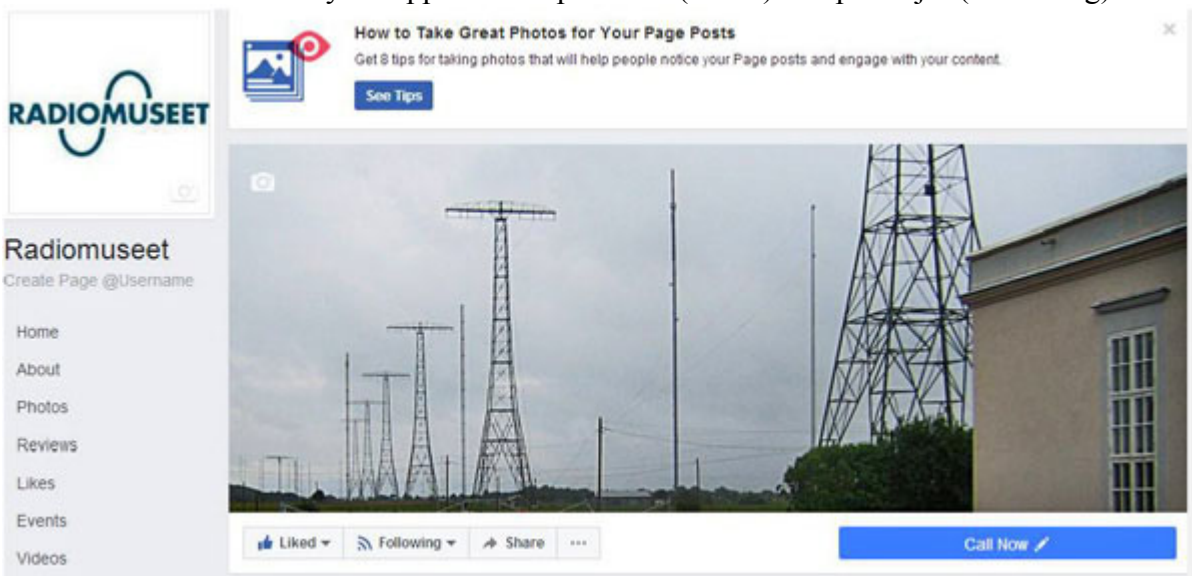 How to Take Great Photos for Your Page Posts
Get 8 tips for taking photos that will help people notice your Page posts and engage with your content.
See Tips
RADIOMUSEET
Radiomuseet
Create Page @Username
Home
About
Photos
Reviews
Likes
Events
Videos
Liked
Following
Share
Call Now